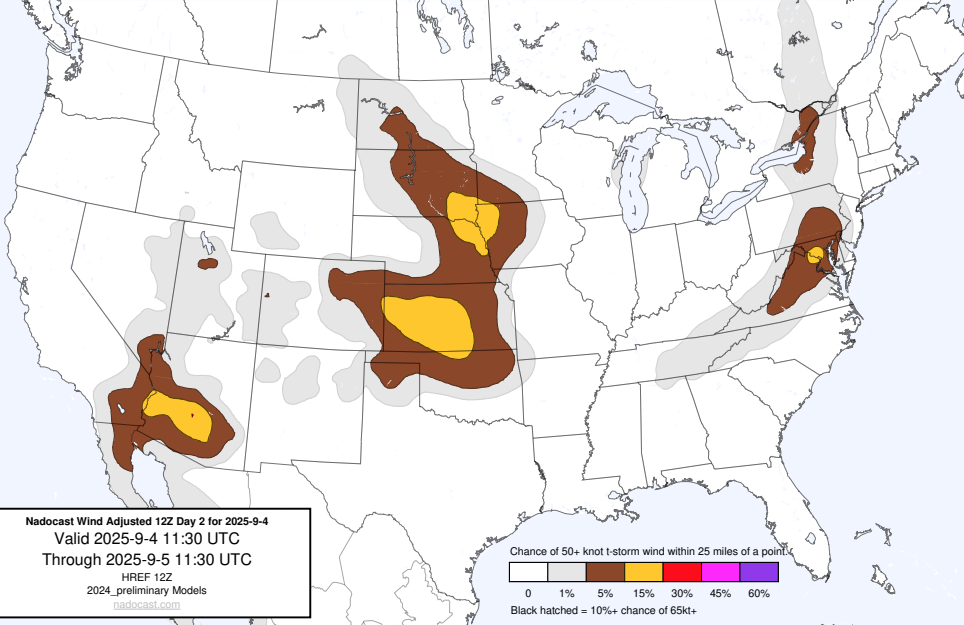 Nadocast Wind Adjusted 12Z Day 2 for 2025-9-4
Valid 2025-9-4 11:30 UTC
Through 2025-9-5 11:30 UTC
HREF 12Z
2024_preliminary Models
nadocast.com
Chance of 50+ knot t-storm wind within 25 miles of a point.
0 1% 5% 15% 30% 45% 60%
Black hatched = 10%+ chance of 65kt+